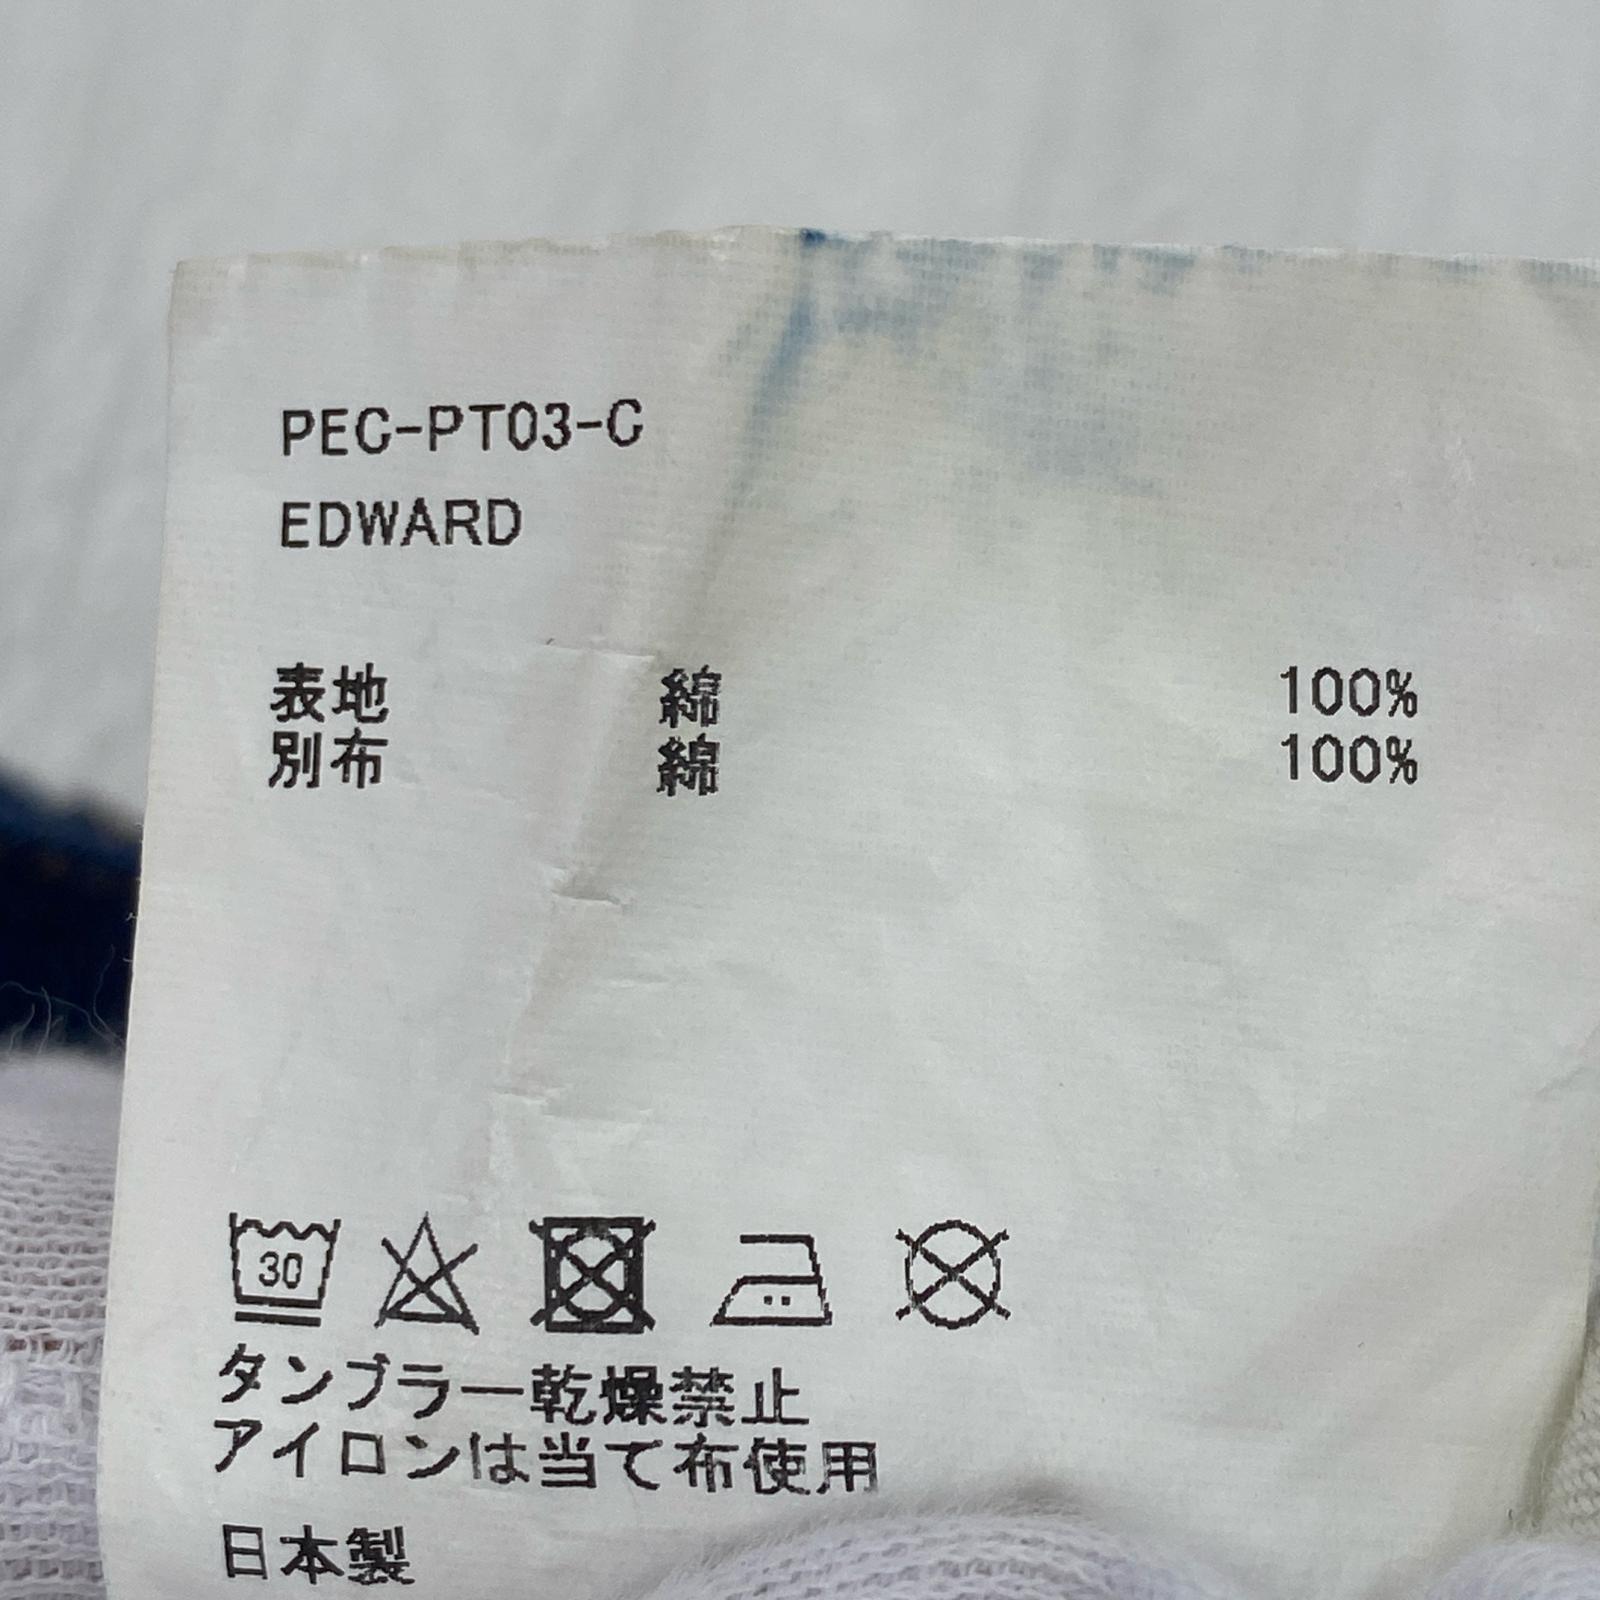 PEC-PT03-C
EDWARD
表地 綿 100%
別布 綿 100%
30
タンブラー乾燥禁止
アイロンは当て布使用
日本製